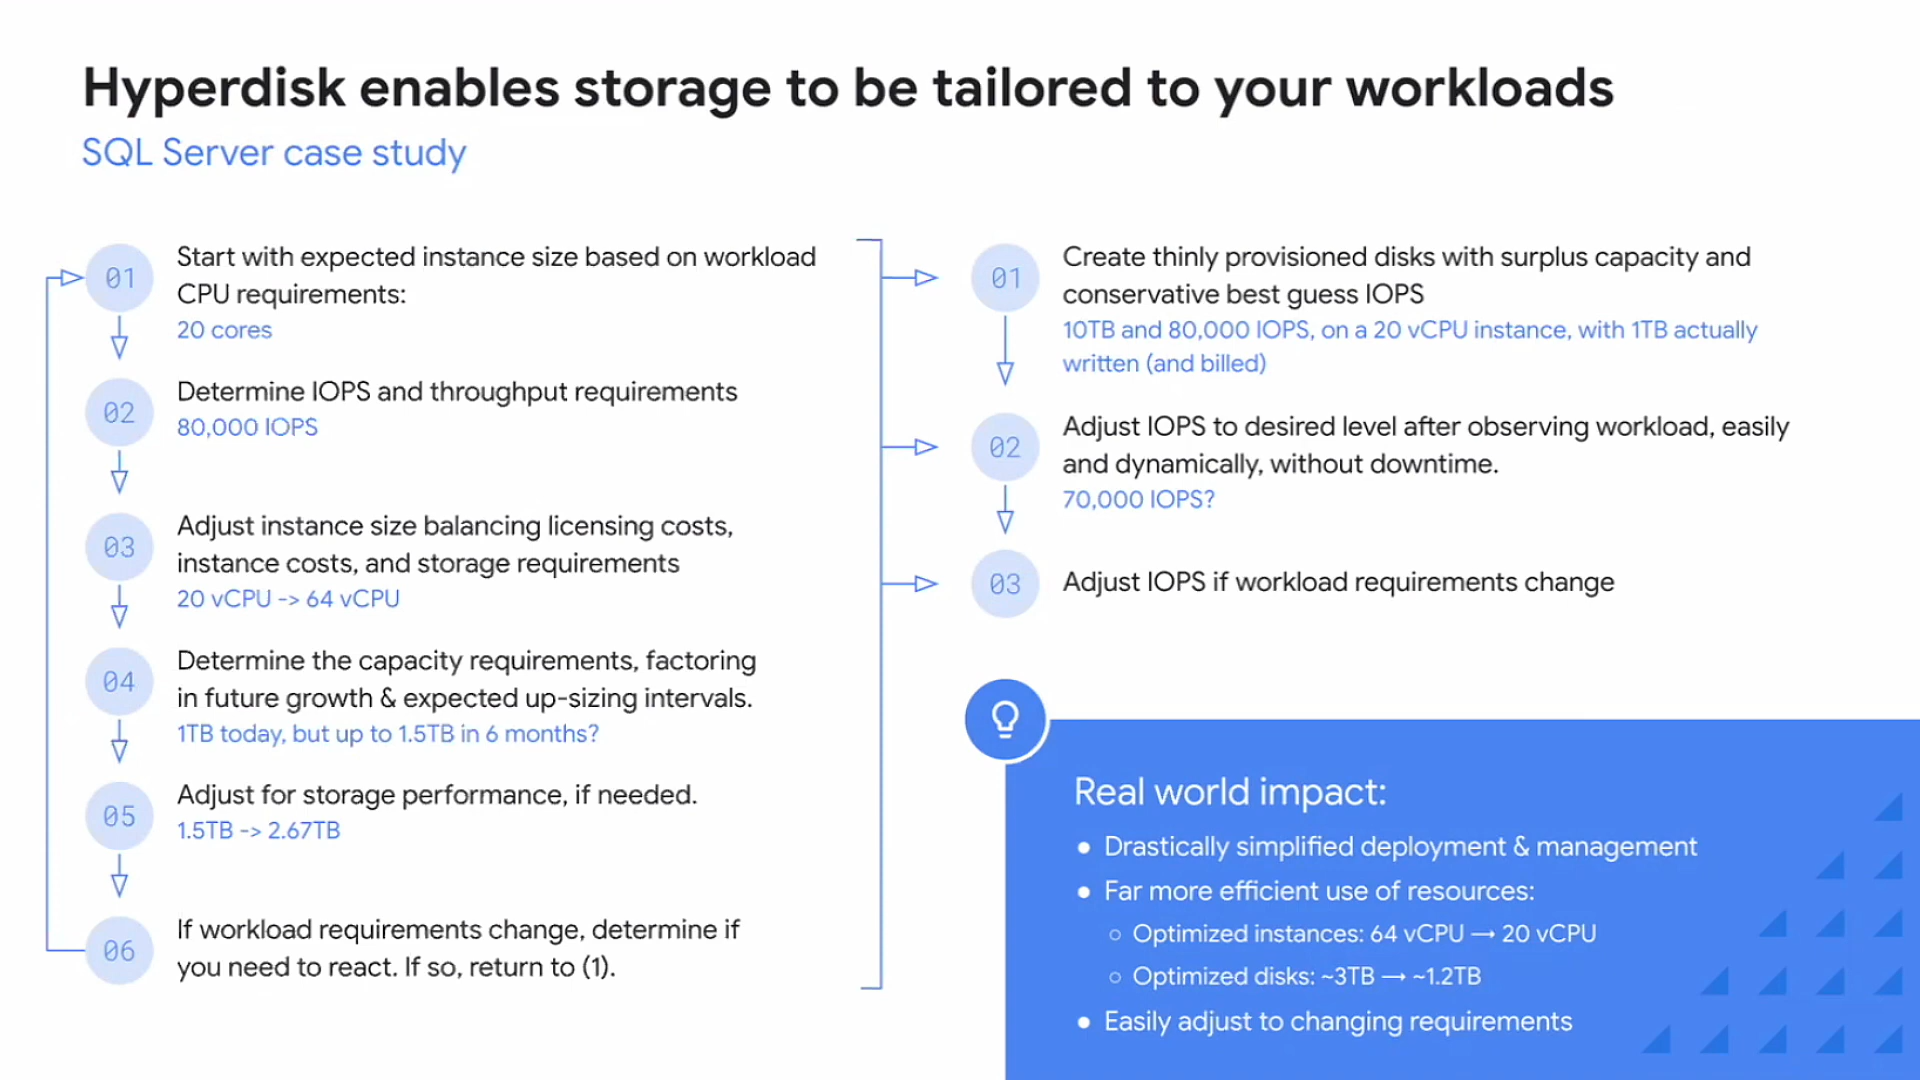 Hyperdisk enables storage to be tailored to your workloads
SQL Server case study
01
Start with expected instance size based on workload
CPU requirements:
20 cores
02
Determine IOPS and throughput requirements
80,000 IOPS
03
Adjust instance size balancing licensing costs,
instance costs, and storage requirements
20 vCPU -> 64 vCPU
04
Determine the capacity requirements, factoring
in future growth & expected up-sizing intervals.
1TB today, but up to 1.5TB in 6 months?
05
Adjust for storage performance, if needed.
1.5TB -> 2.67TB
06
If workload requirements change, determine if
you need to react. If so, return to (1).
01
Create thinly provisioned disks with surplus capacity and
conservative best guess IOPS
10TB and 80,000 IOPS, on a 20 vCPU instance, with 1TB actually
written (and billed)
02
Adjust IOPS to desired level after observing workload, easily
and dynamically, without downtime.
70,000 IOPS?
03
Adjust IOPS if workload requirements change
Real world impact:
● Drastically simplified deployment & management
● Far more efficient use of resources:
○ Optimized instances: 64 vCPU → 20 vCPU
○ Optimized disks: ~3TB → ~1.2TB
● Easily adjust to changing requirements